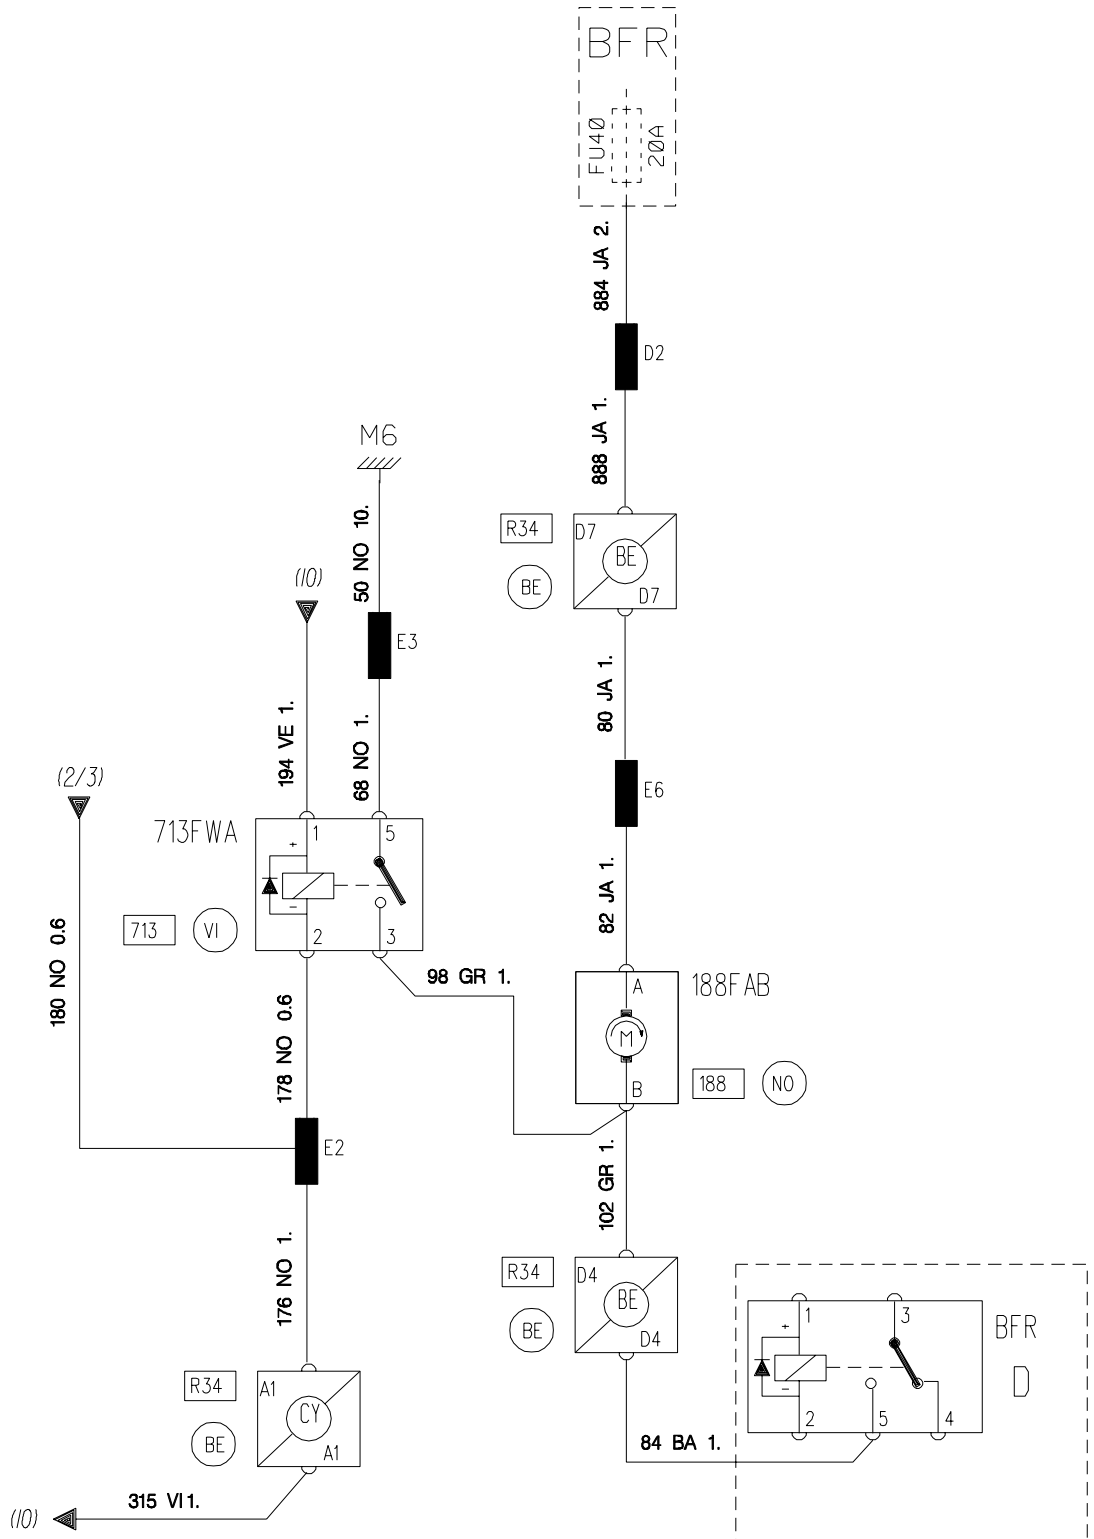 BFR
FU40
20A
884 JA 2.
D2
888 JA 1.
M6
R34
D7
BE
D7
BE
50 NO 10.
(10)
E3
80 JA 1.
194 VE 1.
68 NO 1.
(2/3)
E6
713FWA
1
5
+
-
82 JA 1.
713
VI
2
3
180 NO 0.6
98 GR 1.
A
188FAB
M
178 NO 0.6
B
188
NO
E2
102 GR 1.
R34
D4
BE
D4
BE
176 NO 1.
1
3
+
-
BFR
D
2
5
4
R34
A1
CY
A1
BE
84 BA 1.
315 VI 1.
(10)